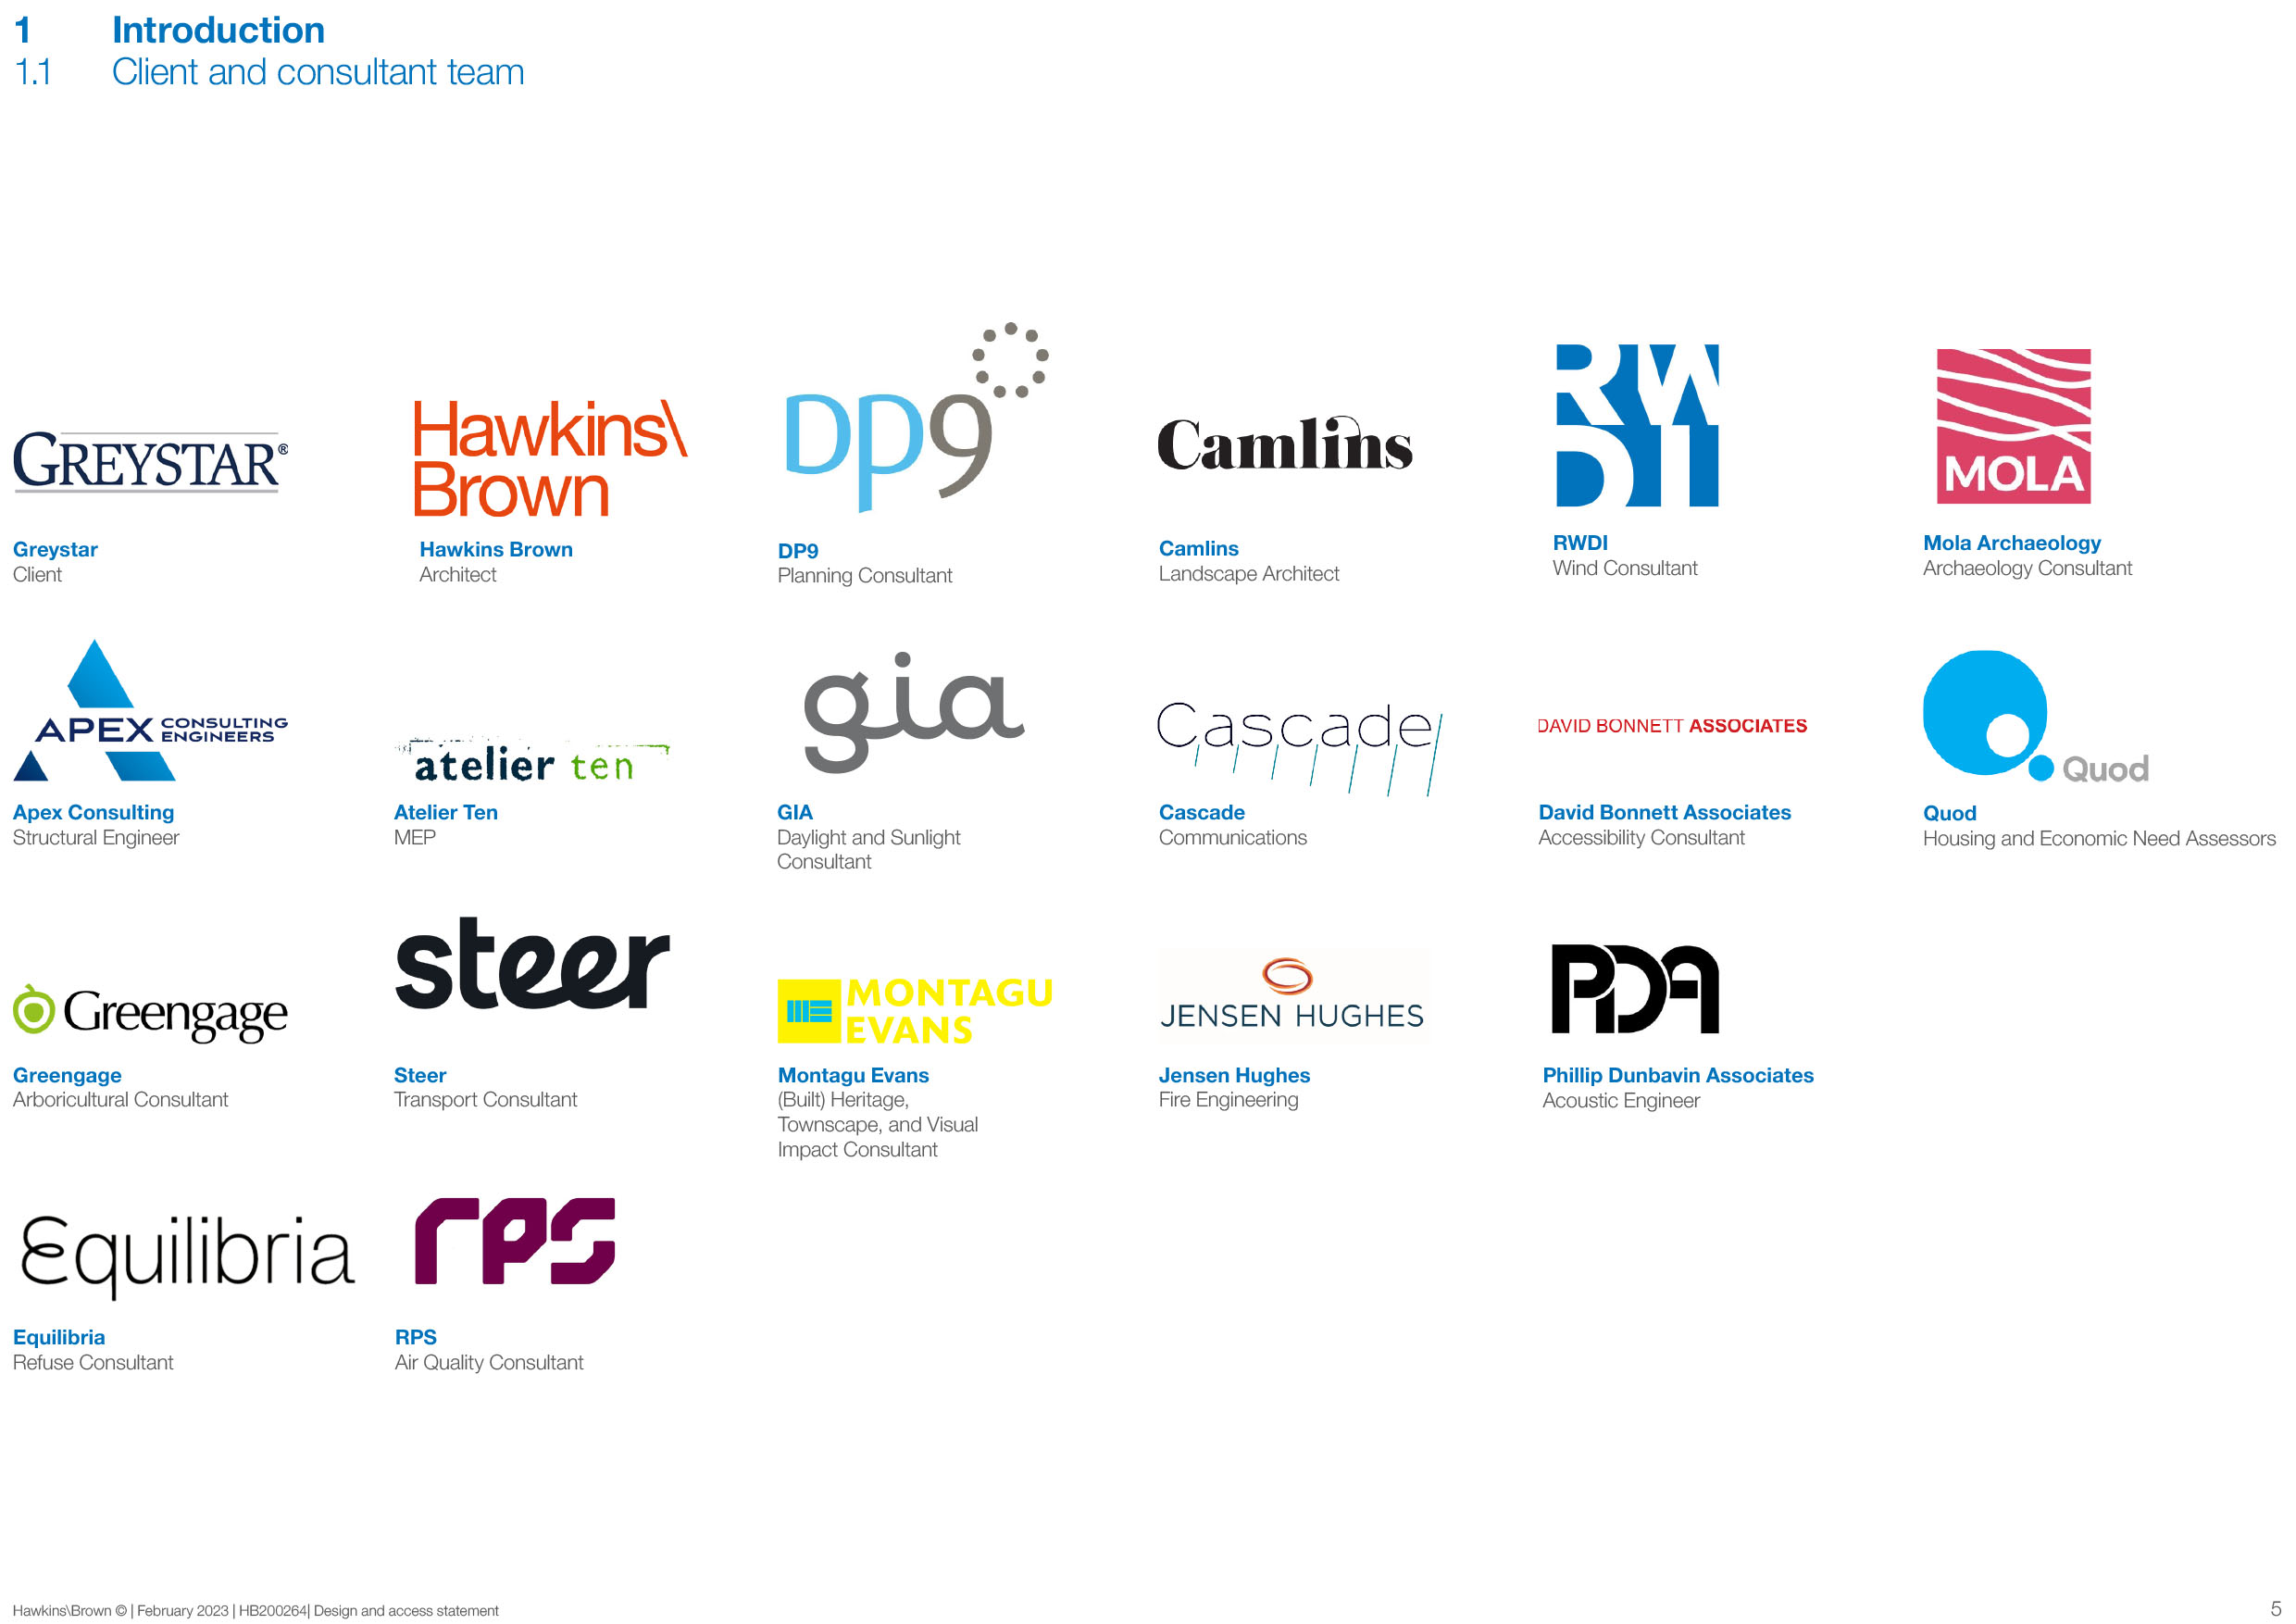 1 Introduction
1.1 Client and consultant team
GREYSTAR®
Hawkins\
Brown
DP9
Camlins
RW
DI
MOLA
Greystar
Client
Hawkins Brown
Architect
DP9
Planning Consultant
Camlins
Landscape Architect
RWDI
Wind Consultant
Mola Archaeology
Archaeology Consultant
APEX CONSULTING
ENGINEERS
atelier ten
gia
Cascade
DAVID BONNETT ASSOCIATES
Quod
Apex Consulting
Structural Engineer
Atelier Ten
MEP
GIA
Daylight and Sunlight
Consultant
Cascade
Communications
David Bonnett Associates
Accessibility Consultant
Quod
Housing and Economic Need Assessors
Greengage
steer
MONTAGU
EVANS
JENSEN HUGHES
PDA
Greengage
Arboricultural Consultant
Steer
Transport Consultant
Montagu Evans
(Built) Heritage,
Townscape, and Visual
Impact Consultant
Jensen Hughes
Fire Engineering
Phillip Dunbavin Associates
Acoustic Engineer
Equilibria
rps
Equilibria
Refuse Consultant
RPS
Air Quality Consultant
Hawkins\Brown © | February 2023 | HB200264| Design and access statement
5